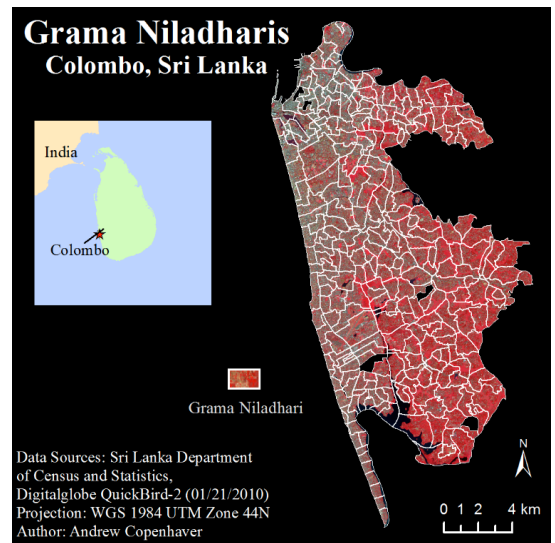 Grama Niladharis
Colombo, Sri Lanka
India
Colombo
Grama Niladhari
Data Sources: Sri Lanka Department
of Census and Statistics,
Digitalglobe QuickBird-2 (01/21/2010)
Projection: WGS 1984 UTM Zone 44N
Author: Andrew Copenhaver
N
0 1 2 4 km